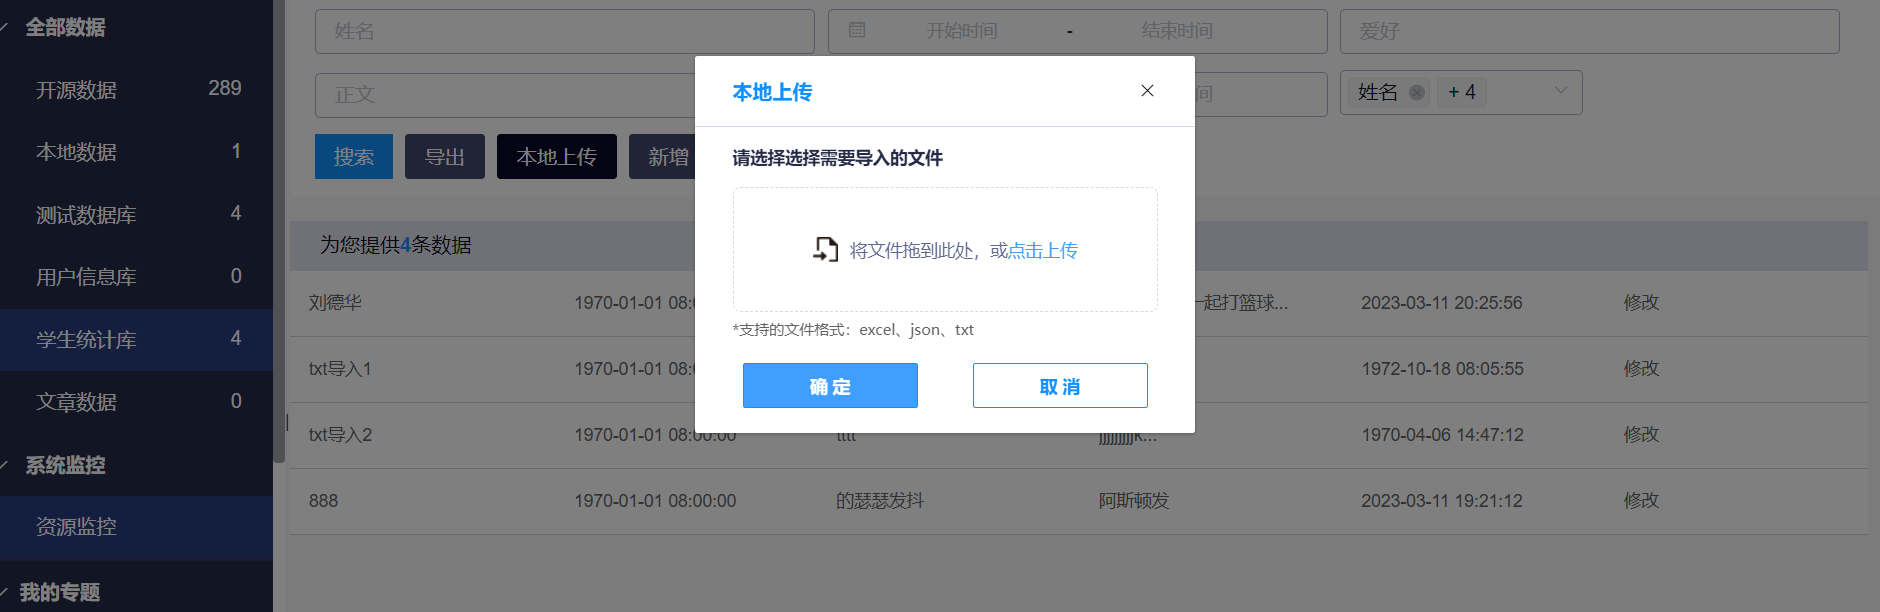 全部数据
开源数据 289
本地数据 1
测试数据库 4
用户信息库 0
学生统计库 4
文章数据 0
系统监控
资源监控
我的专题
姓名 开始时间 - 结束时间 爱好
正文 间 姓名 + 4
搜索 导出 本地上传 新增
为您提供4条数据
刘德华 1970-01-01 08:0 一起打篮球... 2023-03-11 20:25:56 修改
txt导入1 1970-01-01 08:0 1972-10-18 08:05:55 修改
txt导入2 1970-01-01 08:00:00 tttt 1970-04-06 14:47:12 修改
888 1970-01-01 08:00:00 的瑟瑟发抖 阿斯顿发 2023-03-11 19:21:12 修改
本地上传
请选择选择需要导入的文件
将文件拖到此处，或点击上传
*支持的文件格式：excel、json、txt
确 定 取 消